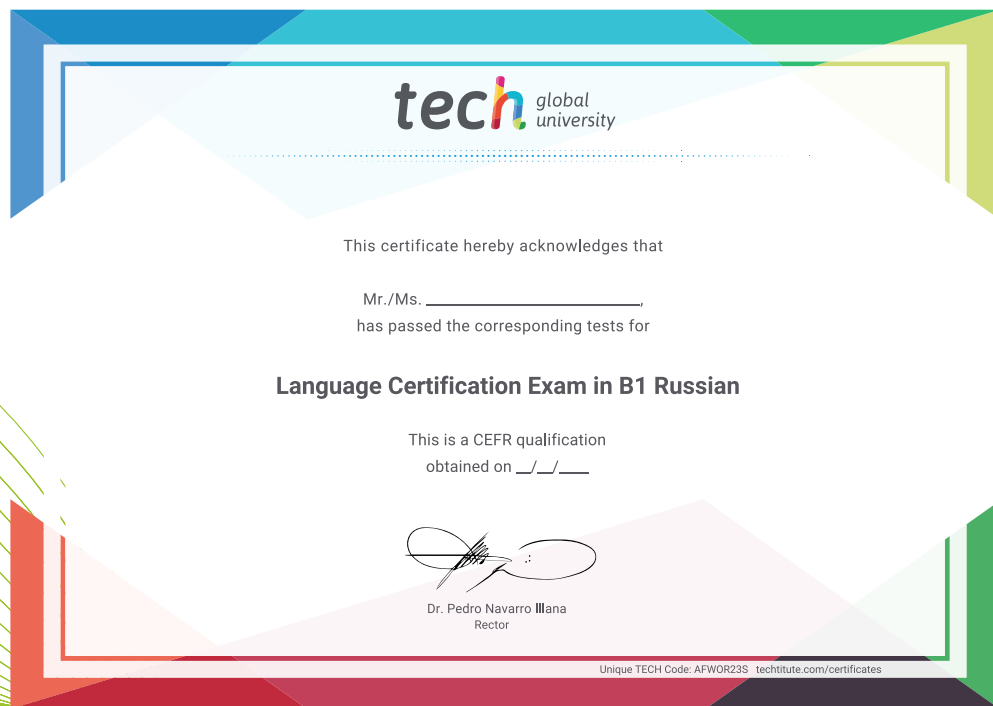 tech global university
This certificate hereby acknowledges that
Mr./Ms. ____________________,
has passed the corresponding tests for
Language Certification Exam in B1 Russian
This is a CEFR qualification
obtained on __/__/____
Dr. Pedro Navarro Illana
Rector
Unique TECH Code: AFWOR23S techtitute.com/certificates